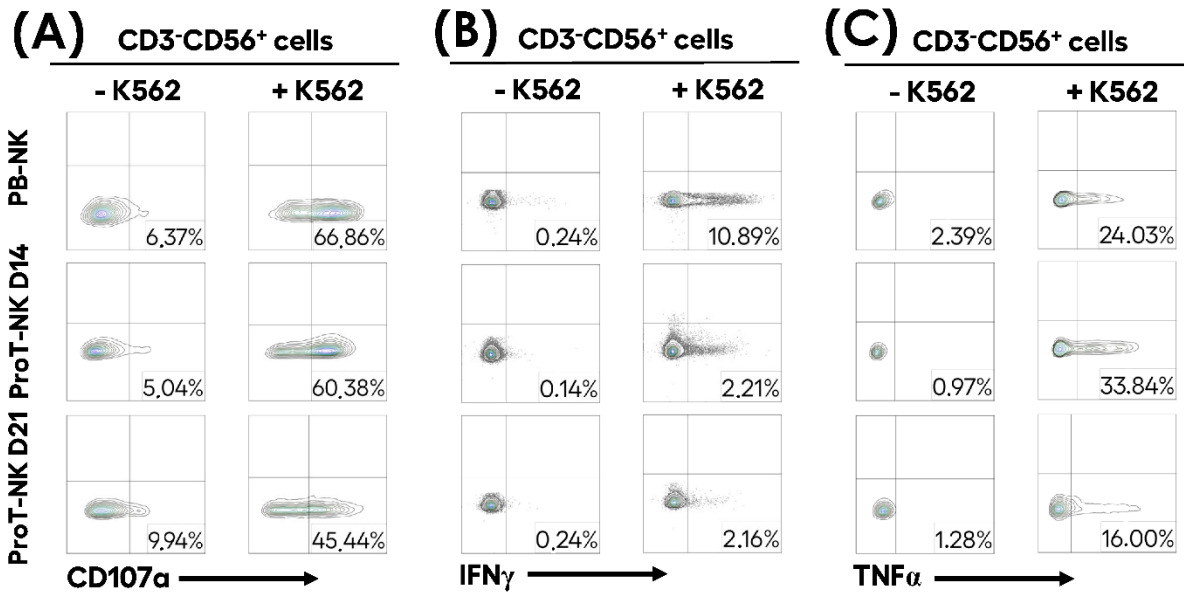 (A) (B) (C)
CD3-CD56+ cells CD3-CD56+ cells CD3-CD56+ cells
- K562 + K562 - K562 + K562 - K562 + K562
PB-NK
6.37% 66.86% 0.24% 10.89% 2.39% 24.03%
ProT-NK D14
5.04% 60.38% 0.14% 2.21% 0.97% 33.84%
ProT-NK D21
9.94% 45.44% 0.24% 2.16% 1.28% 16.00%
CD107a IFNγ TNFα